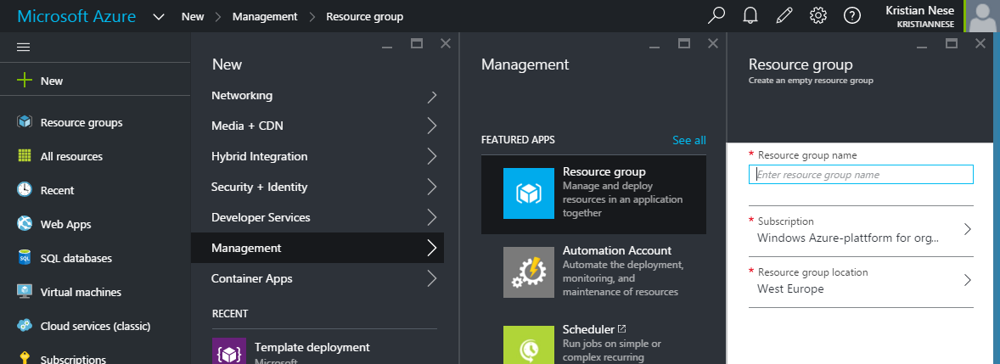 Microsoft Azure New Management Resource group
Kristian Nese
KRISTIANNESE
New
Resource groups
All resources
Recent
Web Apps
SQL databases
Virtual machines
Cloud services (classic)
Subscriptions
New
Networking
Media + CDN
Hybrid Integration
Security + Identity
Developer Services
Management
Container Apps
RECENT
Template deployment
Microsoft
Management
FEATURED APPS See all
Resource group
Manage and deploy
resources in an application
together
Automation Account
Automate the deployment,
monitoring, and
maintenance of resources
Scheduler
Run jobs on simple or
complex recurring
Resource group
Create an empty resource group
* Resource group name
Enter resource group name
* Subscription
Windows Azure-plattform for org...
* Resource group location
West Europe